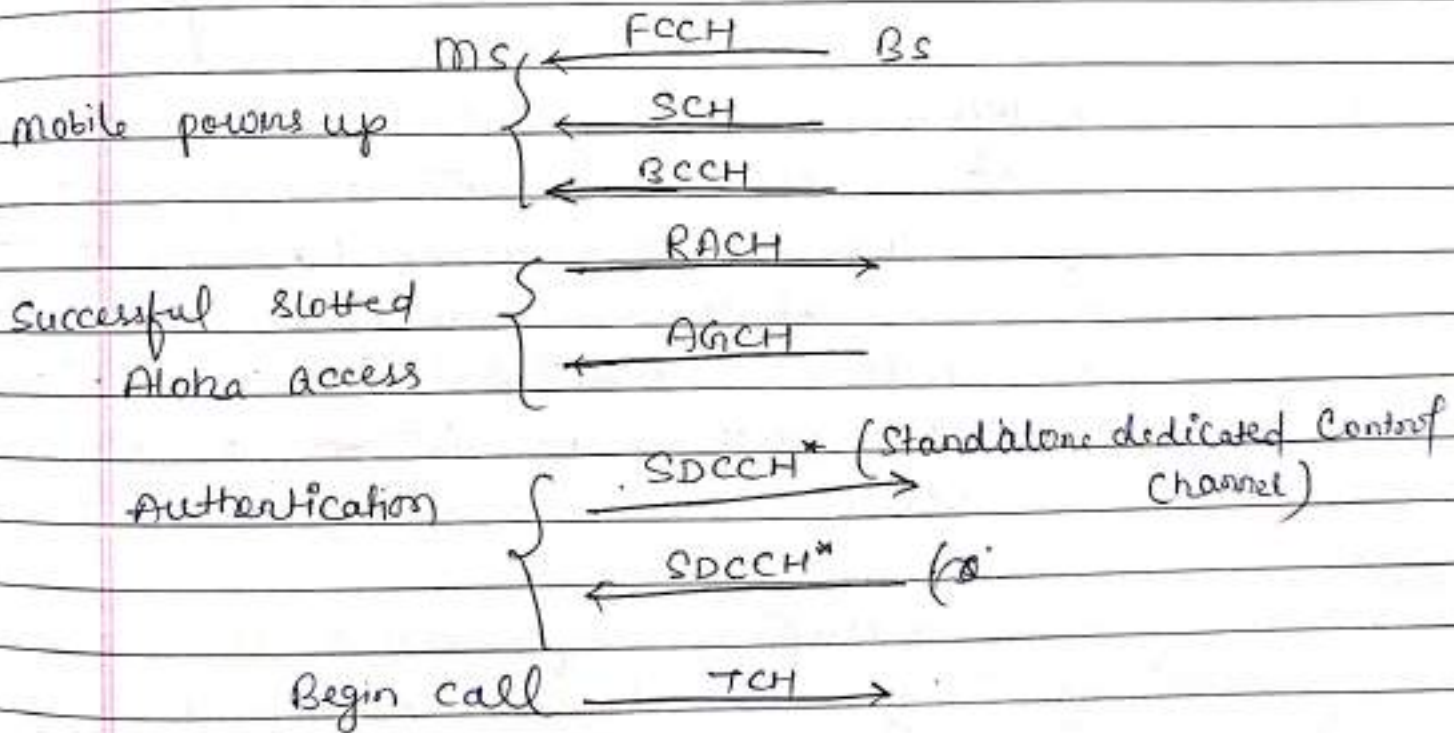 MS FCCH BS
Mobile powers up SCH
BCCH
RACH
Successful slotted
AGCH
Aloha access
SDCCH* (Standalone dedicated Control
Authentication Channel)
SDCCH* (
Begin call TCH